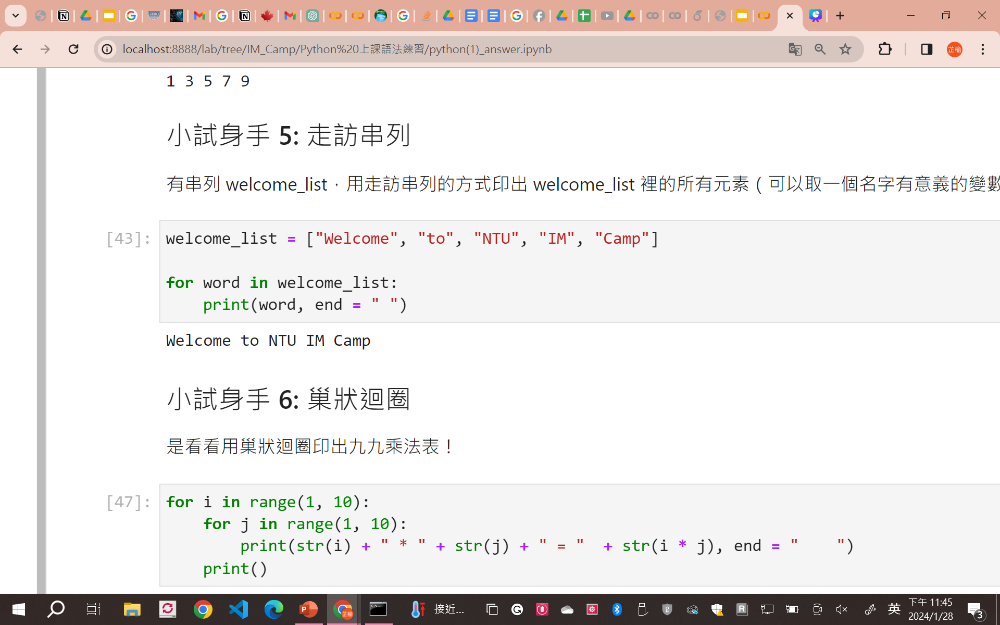 localhost:8888/lab/tree/IM_Camp/Python%20上課語法練習/python(1)_answer.ipynb
芷榆
1 3 5 7 9
小試身手 5: 走訪串列
有串列 welcome_list，用走訪串列的方式印出 welcome_list 裡的所有元素 ( 可以取一個名字有意義的變數
[43]:
welcome_list = ["Welcome", "to", "NTU", "IM", "Camp"]
for word in welcome_list:
    print(word, end = " ")
Welcome to NTU IM Camp
小試身手 6: 巢狀迴圈
是看看用巢狀迴圈印出九九乘法表！
[47]:
for i in range(1, 10):
    for j in range(1, 10):
        print(str(i) + " * " + str(j) + " = "  + str(i * j), end = "    ")
    print()
接近...
英
下午 11:45
2024/1/28
3